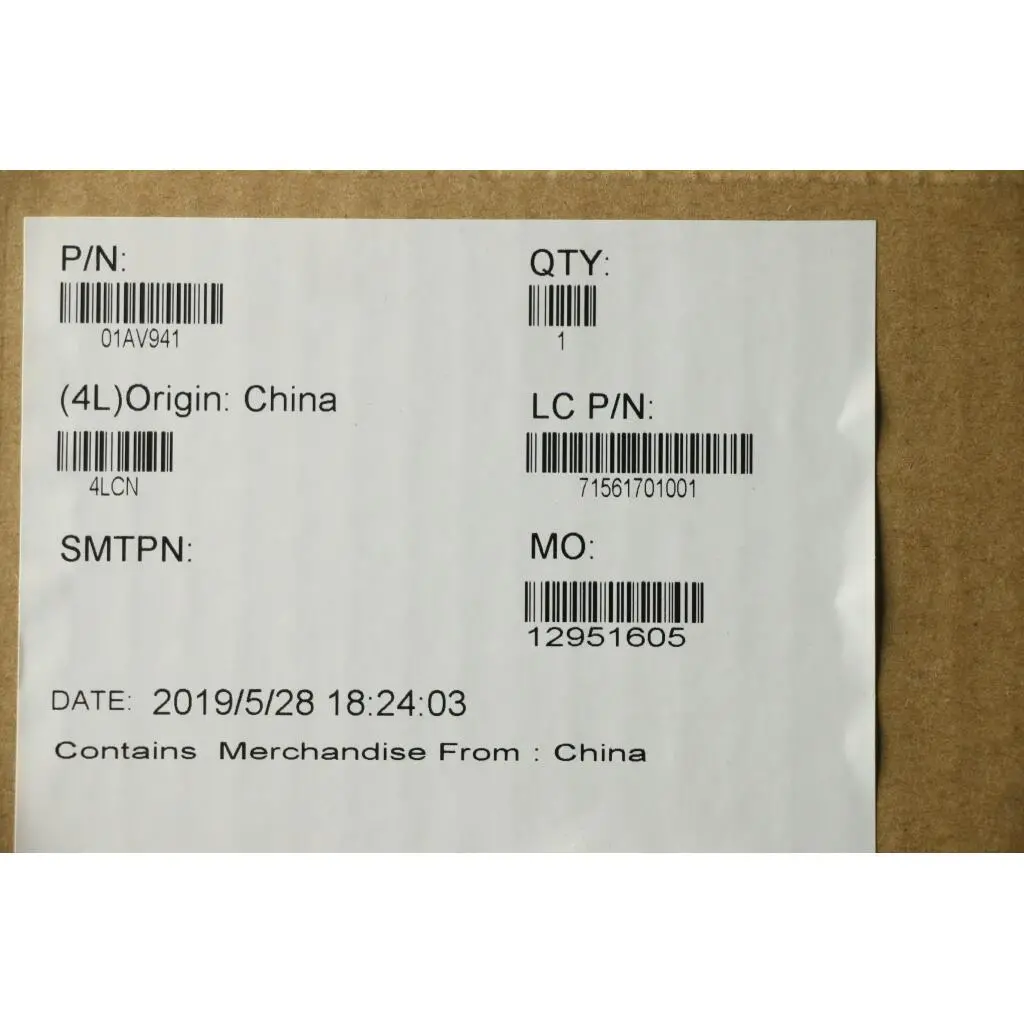 P/N:
01AV941
(4L)Origin: China
4LCN
SMTPN:
QTY:
1
LC P/N:
71561701001
MO:
12951605
DATE: 2019/5/28 18:24:03
Contains Merchandise From : China